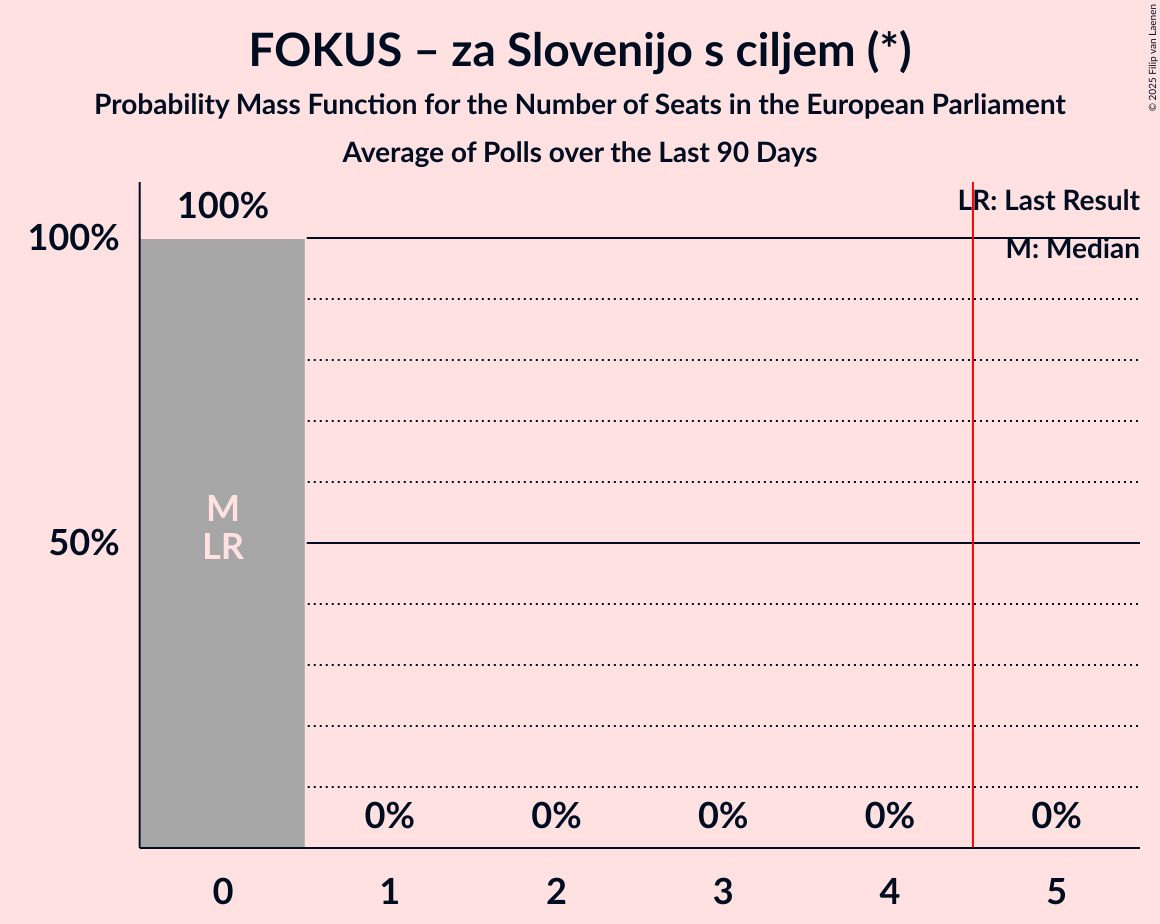 FOKUS – za Slovenijo s ciljem (*)
Probability Mass Function for the Number of Seats in the European Parliament
Average of Polls over the Last 90 Days
© 2025 Filip van Laenen
LR: Last Result
M: Median
100%
100%
50%
M
LR
0% 0% 0% 0% 0%
0 1 2 3 4 5